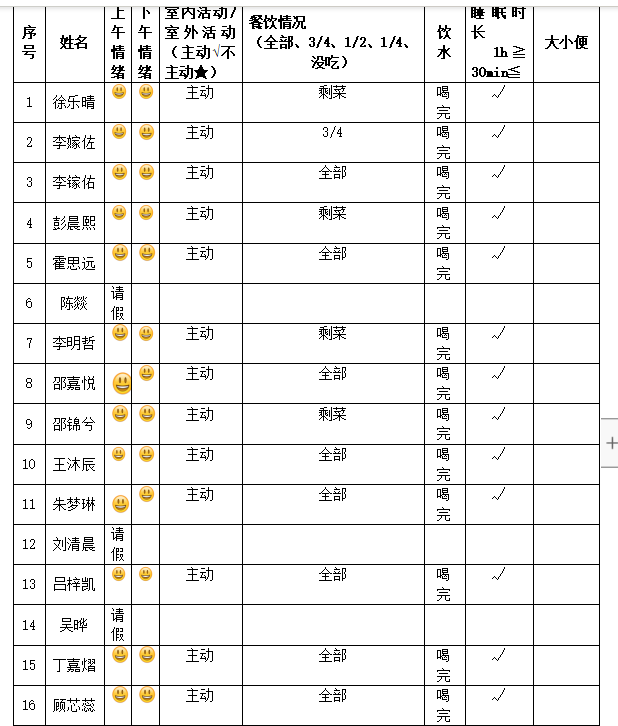 序号 姓名 上午情绪 下午情绪 室内活动/室外活动（主动√不主动★） 餐饮情况（全部、3/4、1/2、1/4、没吃） 饮水 睡眠时长 1h≧ 30min≦ 大小便
1 徐乐晴 主动 剩菜 喝完 √
2 李嫁佐 主动 3/4 喝完 √
3 李镓佑 主动 全部 喝完 √
4 彭晨熙 主动 剩菜 喝完 √
5 霍思远 主动 全部 喝完 √
6 陈燚 请假
7 李明哲 主动 剩菜 喝完 √
8 邵嘉悦 主动 全部 喝完 √
9 邵锦兮 主动 剩菜 喝完 √
10 王沐辰 主动 全部 喝完 √
11 朱梦琳 主动 全部 喝完 √
12 刘清晨 请假
13 吕梓凯 主动 全部 喝完 √
14 吴晔 请假
15 丁嘉熠 主动 全部 喝完 √
16 顾芯蕊 主动 全部 喝完 √